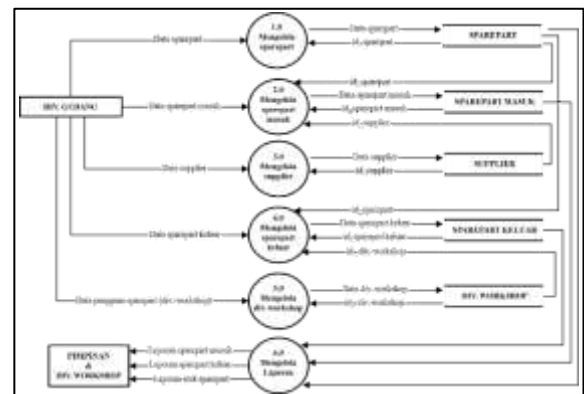 1.0
Mengelola
sparepart
Data sparepart
Data sparepart
id_sparepart
SPAREPART
id_sparepart
DIV. GUDANG
Data sparepart masuk
2.0
Mengelola
sparepart
masuk
Data sparepart masuk
id_sparepart masuk
id_supplier
SPAREPART MASUK
Data supplier
3.0
Mengelola
supplier
Data supplier
id_supplier
SUPPLIER
id_sparepart
Data sparepart keluar
4.0
Mengelola
sparepart
keluar
Data sparepart keluar
id_sparepart keluar
id_div. workshop
SPAREPART KELUAR
Data pengguna sparepart (div. workshop)
5.0
Mengelola
div. workshop
Data div. workshop
id_div. workshop
DIV. WORKSHOP
PIMPINAN
&
DIV. WORKSHOP
Laporan sparepart masuk
Laporan sparepart keluar
Laporan stok sparepart
Mengelola
Laporan